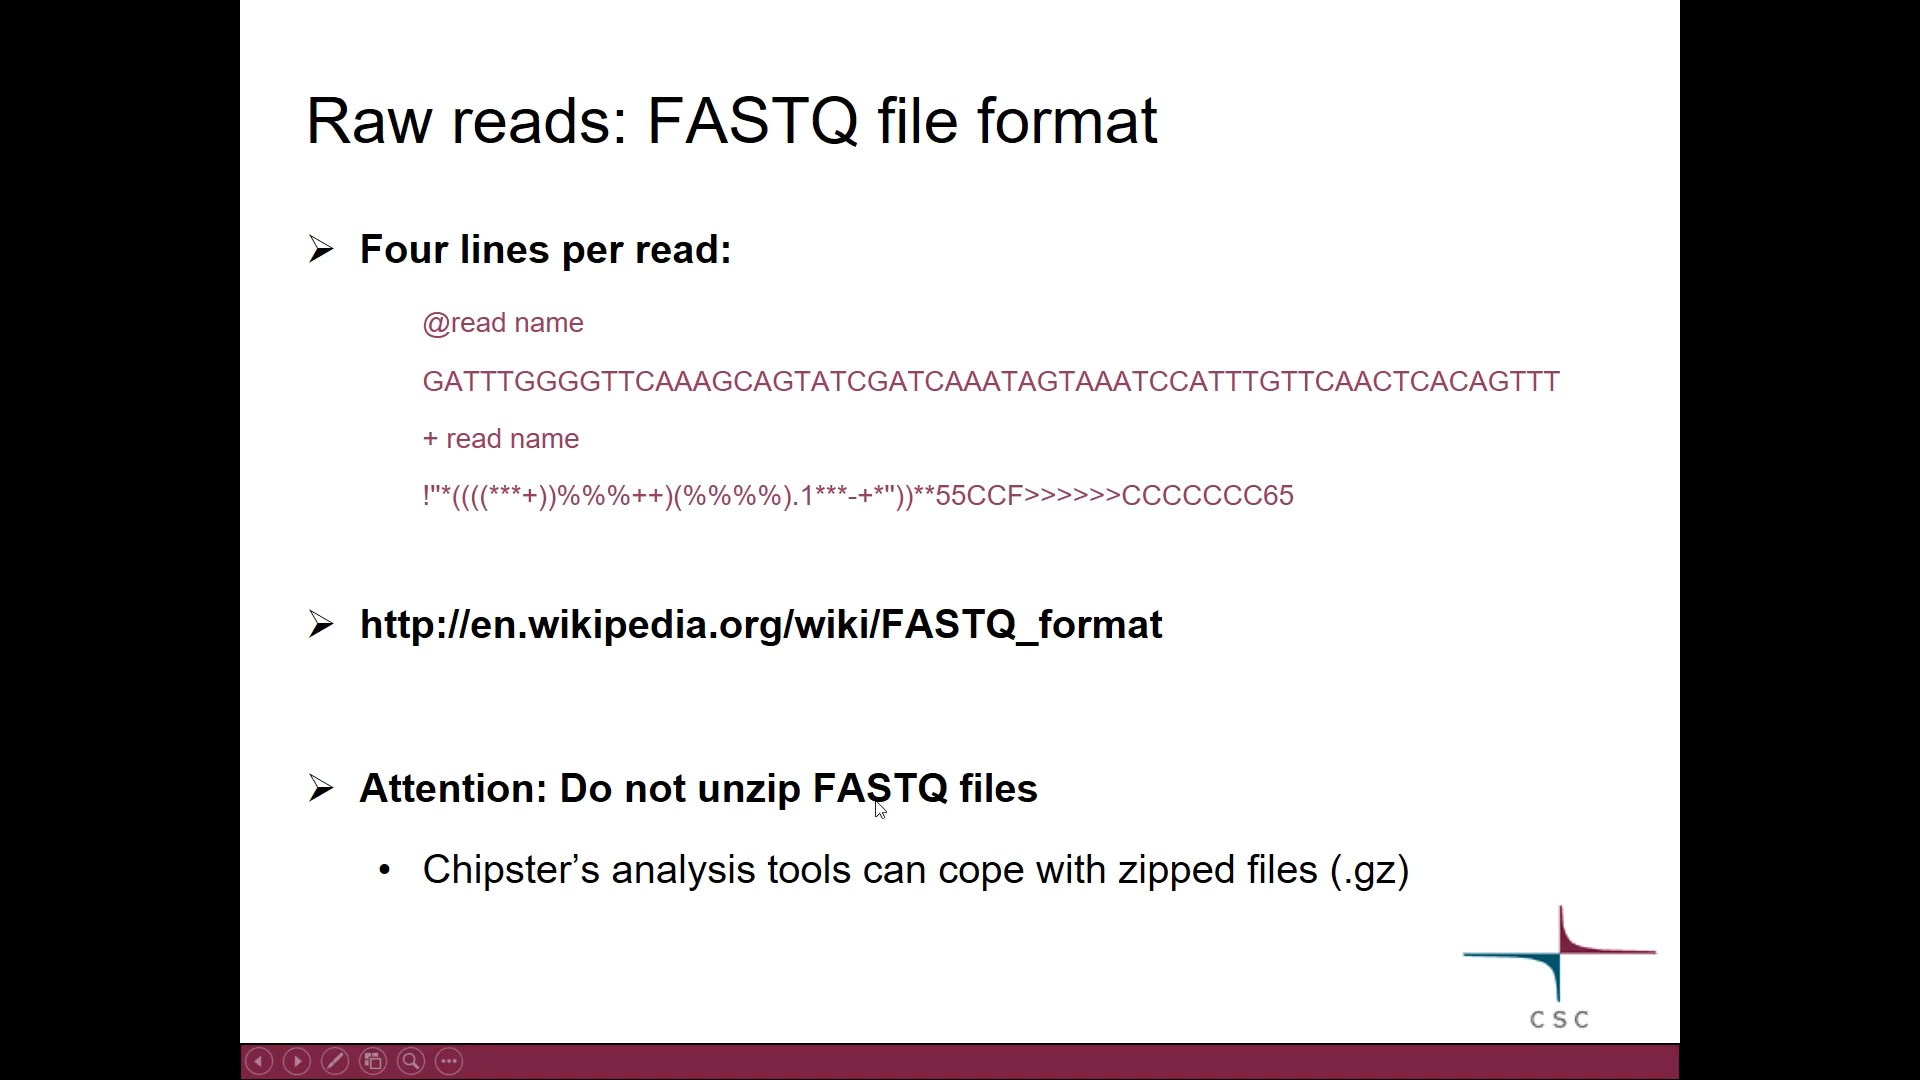 Raw reads: FASTQ file format
Four lines per read:
@read name
GATTTGGGGTTCAAAGCAGTATCGATCAAATAGTAAATCCATTTGTTCAACTCACAGTTT
+ read name
!"*((((***+))%%%++)(%%%%).1***-+*"))**55CCF>>>>>>CCCCCCC65
http://en.wikipedia.org/wiki/FASTQ_format
Attention: Do not unzip FASTQ files
• Chipster’s analysis tools can cope with zipped files (.gz)
CSC